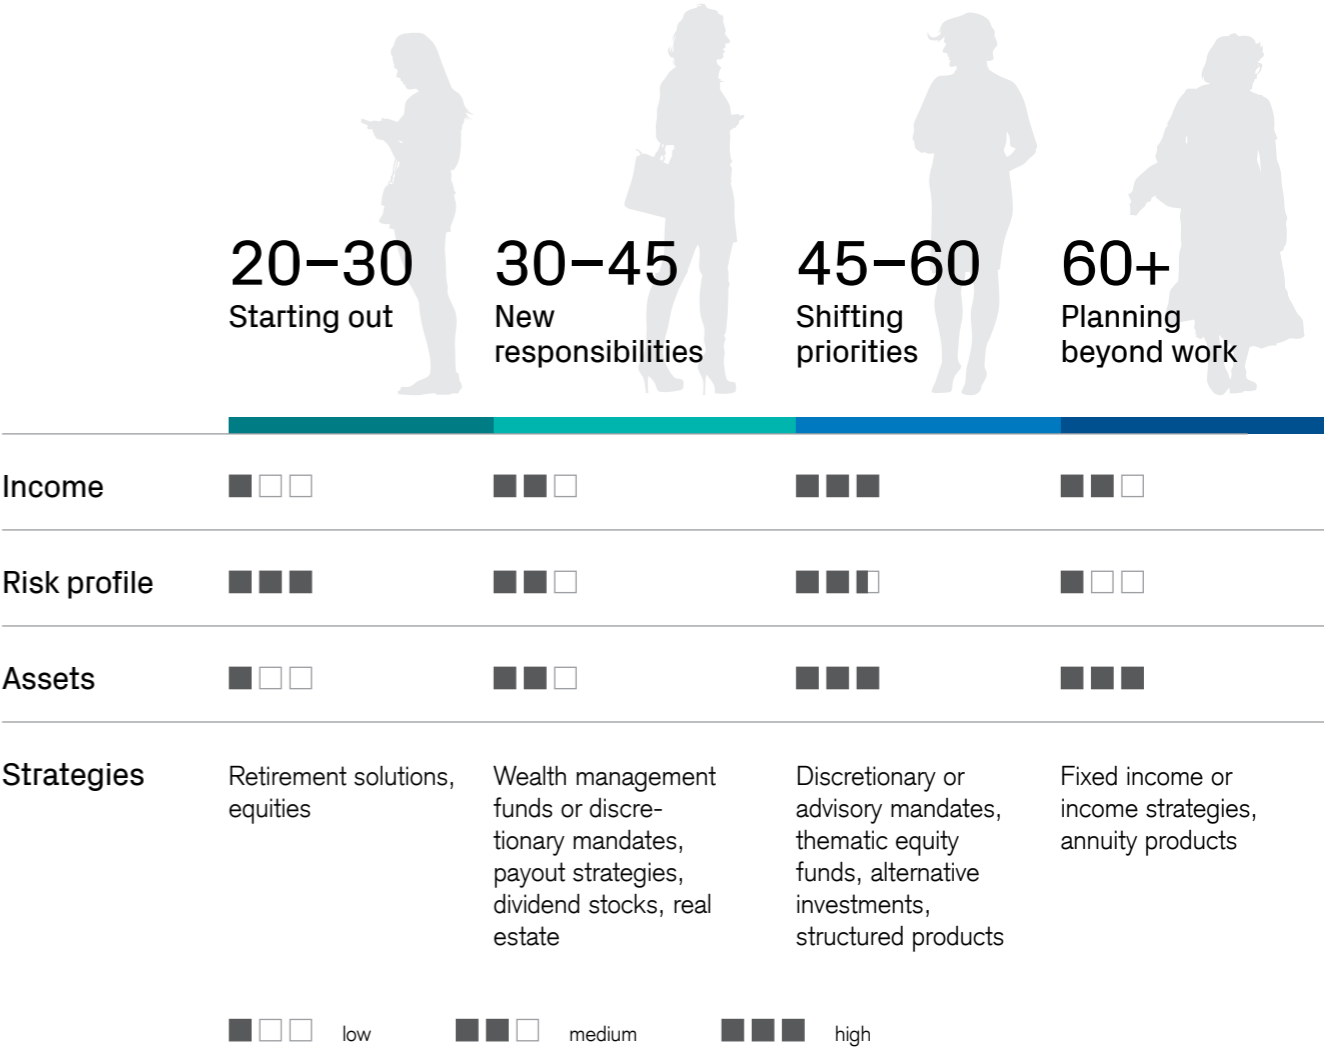 20–30
Starting out
30–45
New
responsibilities
45–60
Shifting
priorities
60+
Planning
beyond work
Income
Risk profile
Assets
Strategies
Retirement solutions,
equities
Wealth management
funds or discre-
tionary mandates,
payout strategies,
dividend stocks, real
estate
Discretionary or
advisory mandates,
thematic equity
funds, alternative
investments,
structured products
Fixed income or
income strategies,
annuity products
low
medium
high